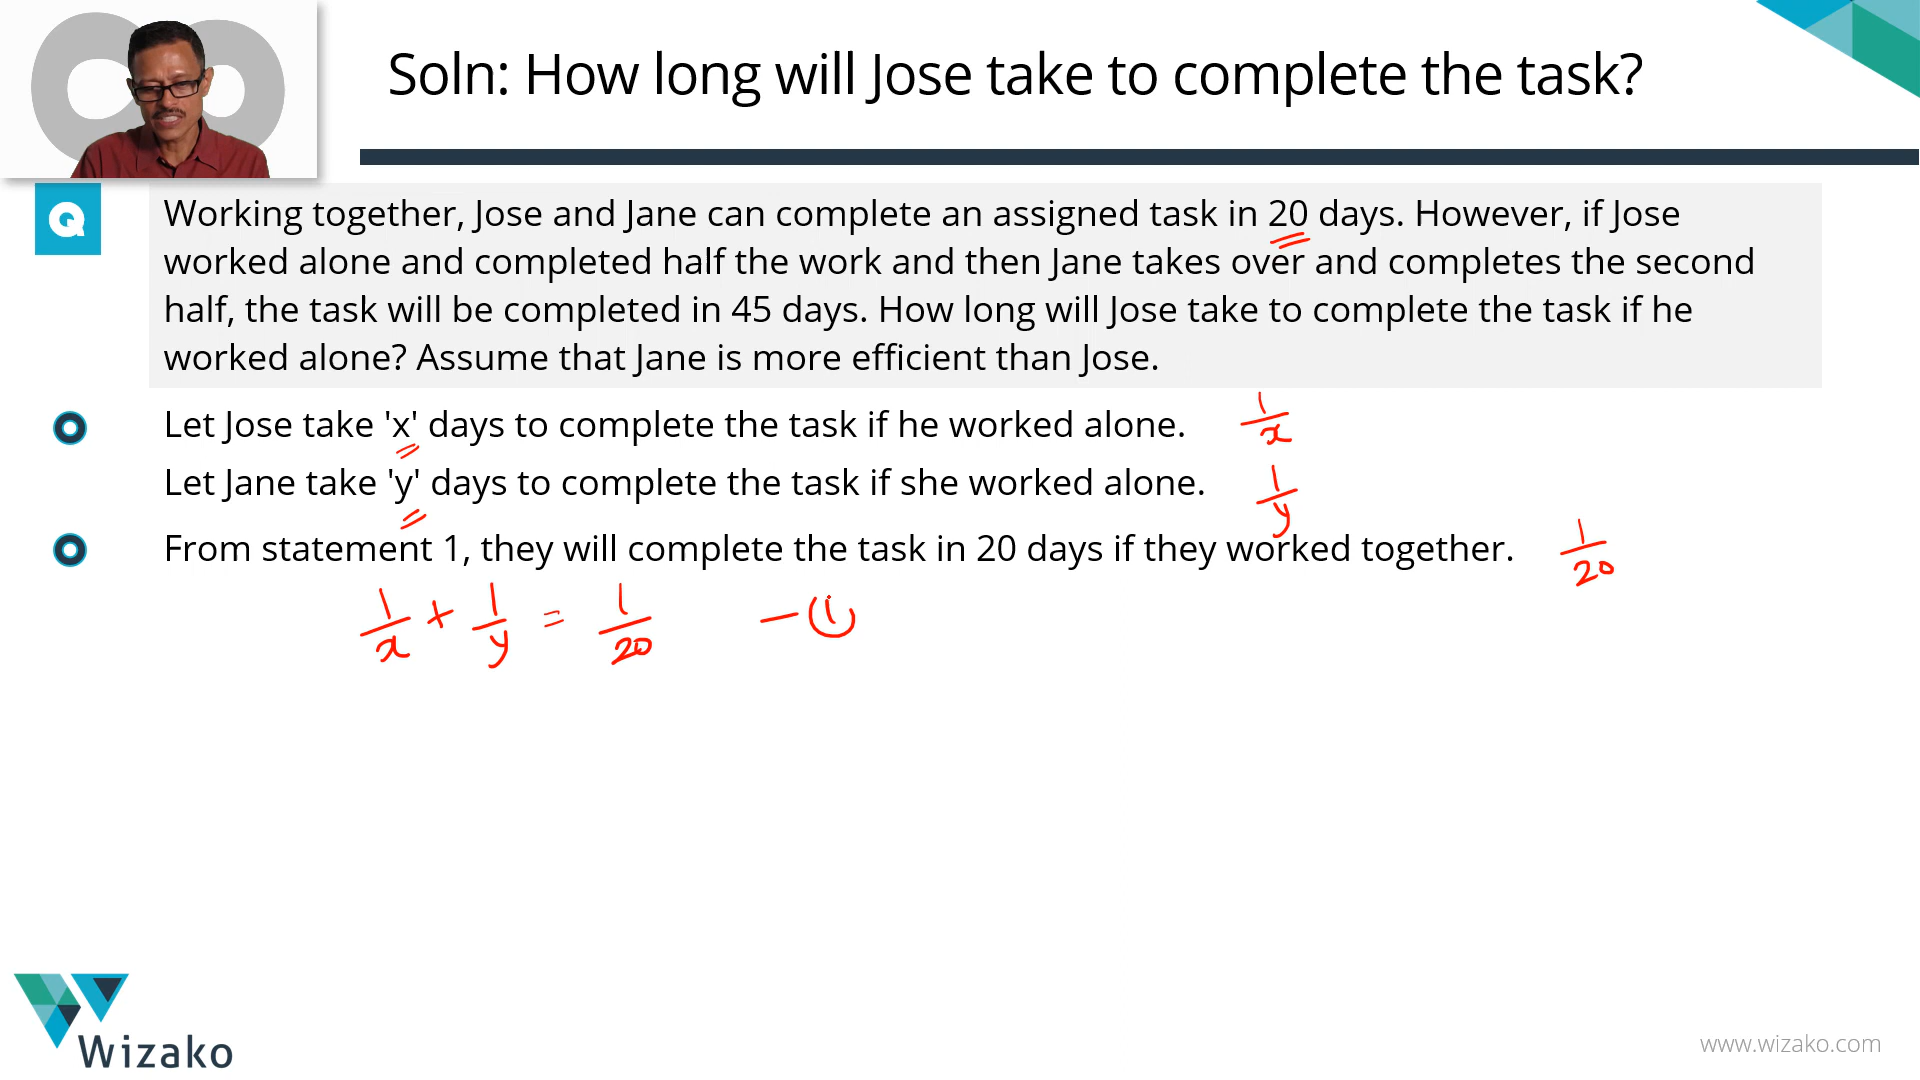 Soln: How long will Jose take to complete the task?
Q
Working together, Jose and Jane can complete an assigned task in 20 days. However, if Jose
worked alone and completed half the work and then Jane takes over and completes the second
half, the task will be completed in 45 days. How long will Jose take to complete the task if he
worked alone? Assume that Jane is more efficient than Jose.
Let Jose take 'x' days to complete the task if he worked alone. 1/x
Let Jane take 'y' days to complete the task if she worked alone. 1/y
From statement 1, they will complete the task in 20 days if they worked together. 1/20
1/x + 1/y = 1/20 - ①
Wizako
www.wizako.com